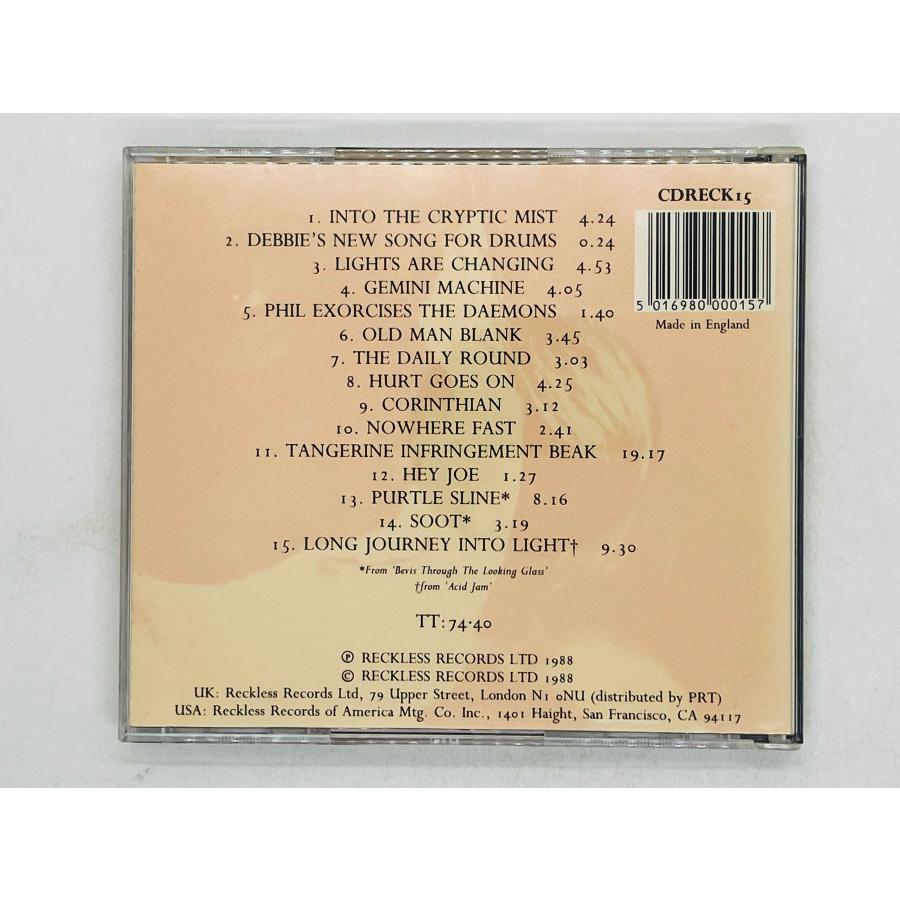 CDRECK15
1. INTO THE CRYPTIC MIST 4.24
2. DEBBIE'S NEW SONG FOR DRUMS 0.24
3. LIGHTS ARE CHANGING 4.53
4. GEMINI MACHINE 4.05
5. PHIL EXORCISES THE DAEMONS 1.40
6. OLD MAN BLANK 3.45
7. THE DAILY ROUND 3.03
8. HURT GOES ON 4.25
9. CORINTHIAN 3.12
10. NOWHERE FAST 2.41
11. TANGERINE INFRINGEMENT BEAK 19.17
12. HEY JOE 1.27
13. PURTLE SLINE* 8.16
14. SOOT* 3.19
15. LONG JOURNEY INTO LIGHT† 9.30
*From 'Bevis Through The Looking Glass'
†from 'Acid Jam'
TT: 74·40
℗ RECKLESS RECORDS LTD 1988
© RECKLESS RECORDS LTD 1988
UK: Reckless Records Ltd, 79 Upper Street, London N1 0NU (distributed by PRT)
USA: Reckless Records of America Mtg. Co. Inc., 1401 Haight, San Francisco, CA 94117
5 016980 000157
Made in England